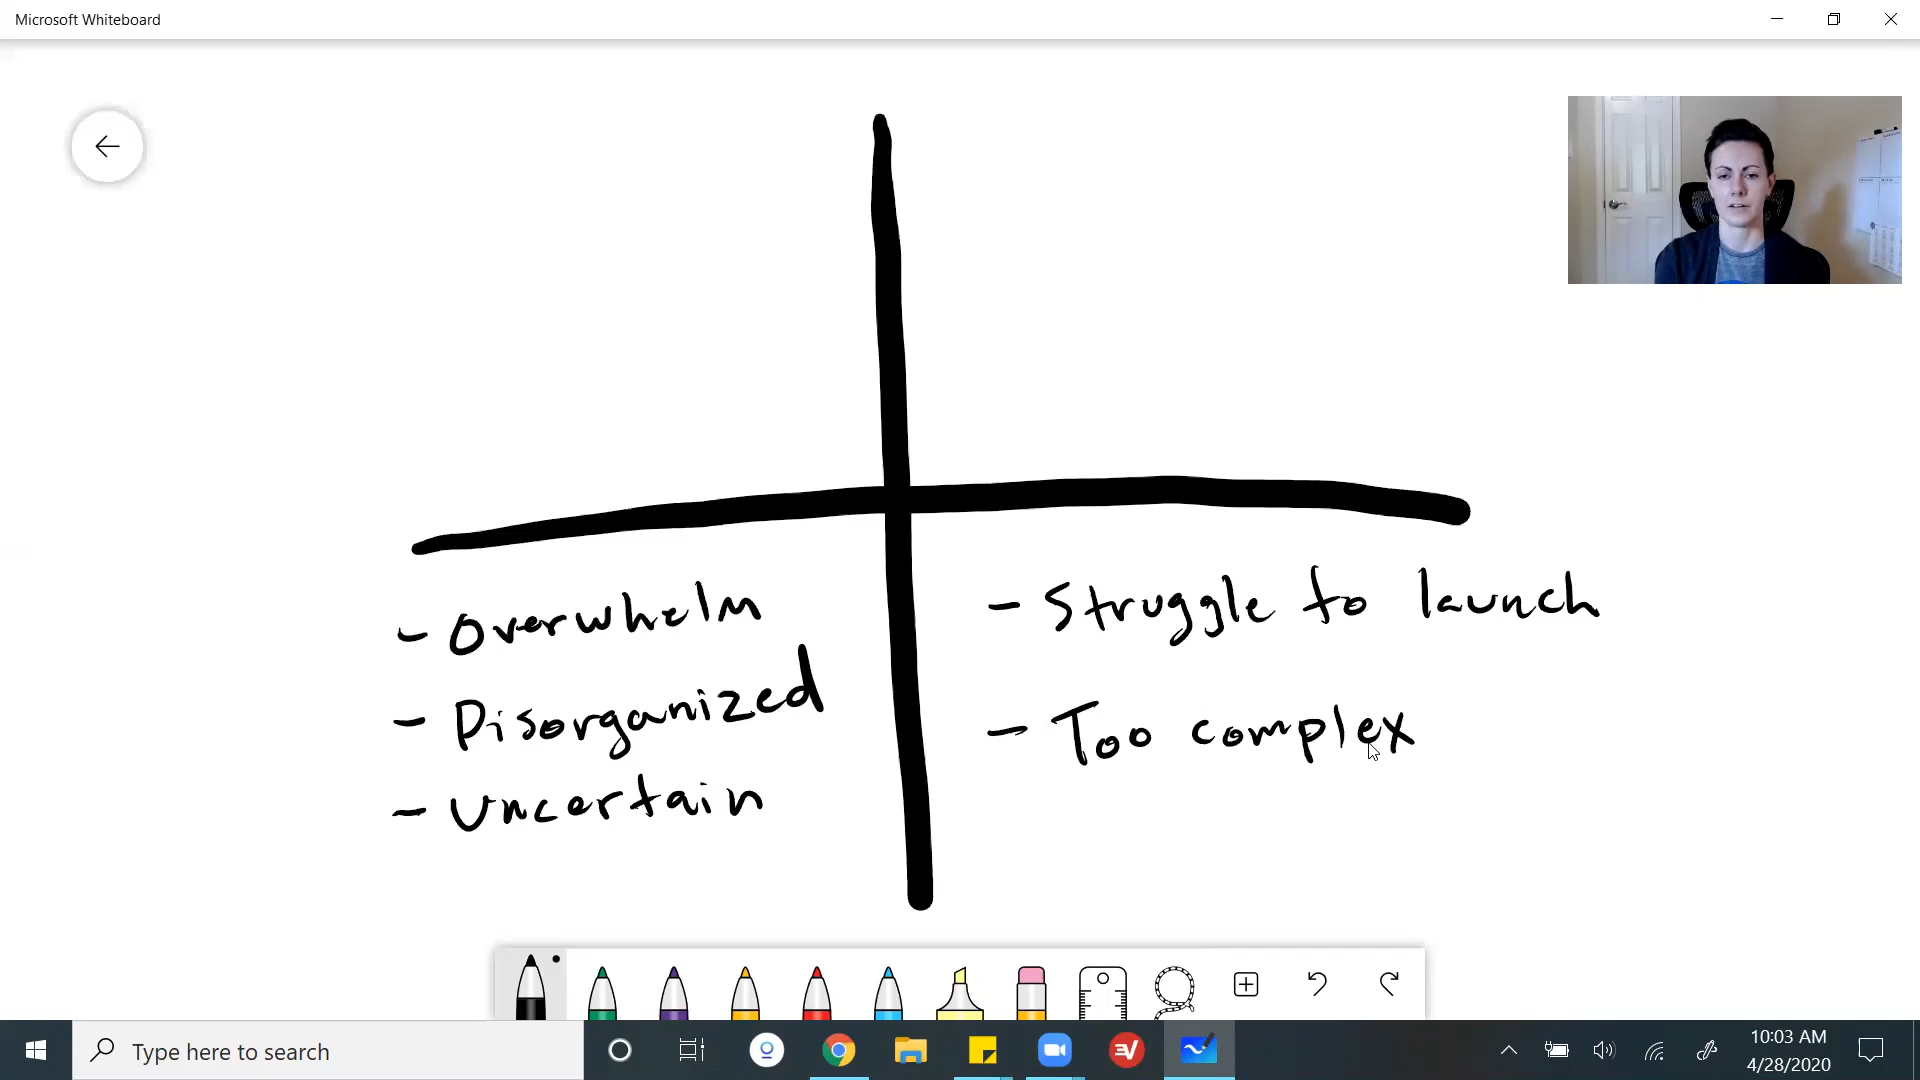 Microsoft Whiteboard
- Overwhelm
- Disorganized
- Uncertain
- Struggle to launch
- Too complex
Type here to search
10:03 AM
4/28/2020